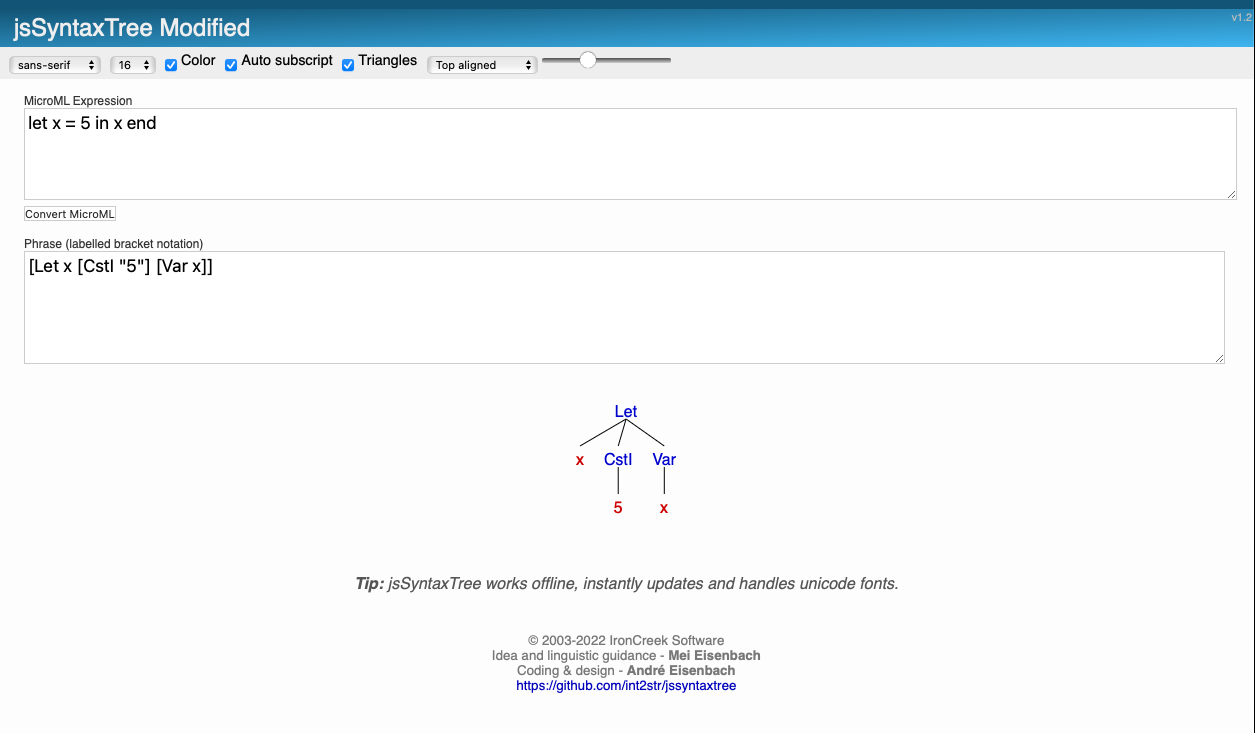 jsSyntaxTree Modified
v1.2
sans-serif 16 Color Auto subscript Triangles Top aligned
MicroML Expression
let x = 5 in x end
Convert MicroML
Phrase (labelled bracket notation)
[Let x [CstI "5"] [Var x]]
Let
x CstI Var
5 x
Tip: jsSyntaxTree works offline, instantly updates and handles unicode fonts.
© 2003-2022 IronCreek Software
Idea and linguistic guidance - Mei Eisenbach
Coding & design - André Eisenbach
https://github.com/int2str/jssyntaxtree